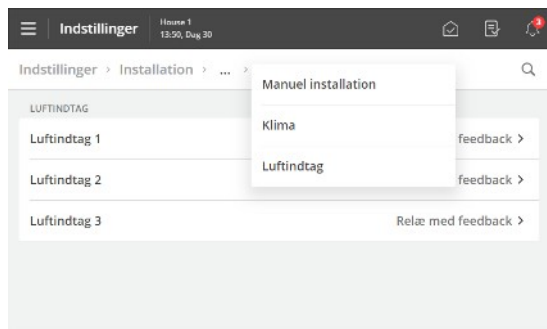 Indstillinger
House 1
13:50, Dag 30
3
Indstillinger > Installation > ... >
Manuel installation
Klima
Luftindtag
LUFTINDTAG
Luftindtag 1 feedback >
Luftindtag 2 feedback >
Luftindtag 3 Relæ med feedback >